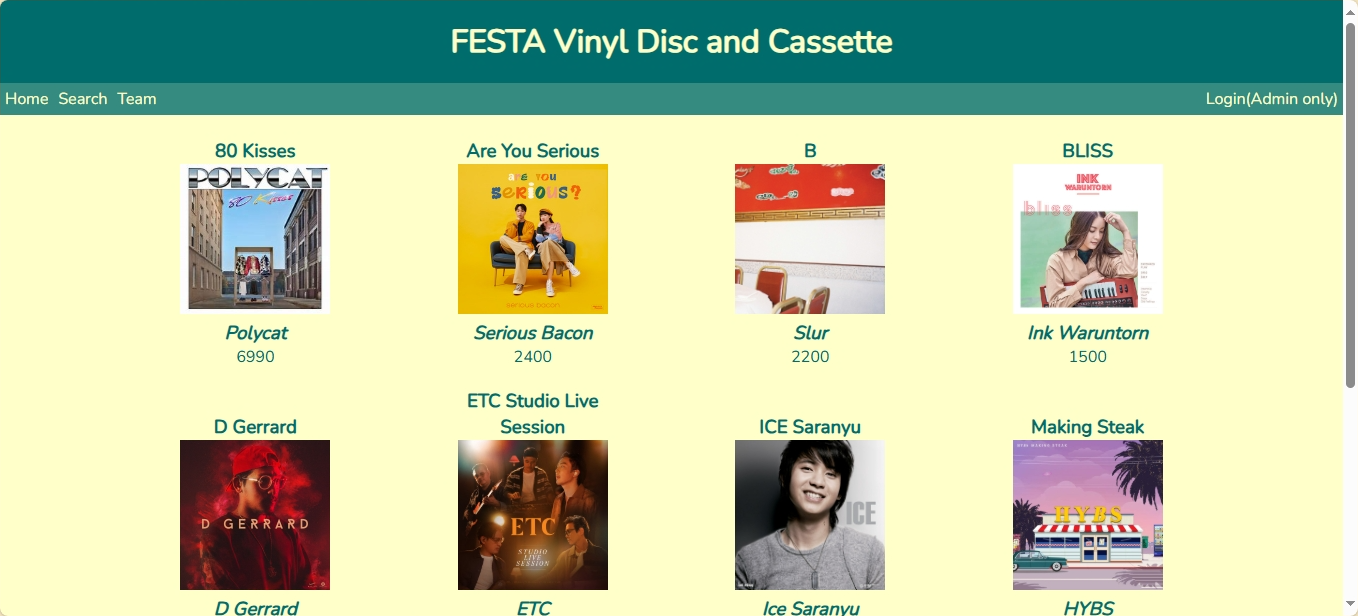 FESTA Vinyl Disc and Cassette
Home Search Team Login(Admin only)
80 Kisses
Are You Serious
B
BLISS
POLYCAT
80 Kisses
aRE YOU
SeRiOUS?
serious bacon
INK
WARUNTORN
bliss
Polycat
Serious Bacon
Slur
Ink Waruntorn
6990
2400
2200
1500
D Gerrard
ETC Studio Live
Session
ICE Saranyu
Making Steak
D GERRARD
ETC
STUDIO
LIVE
SESSION
ICE
HYBS MAKING STEAK
HYBS
D Gerrard
ETC
Ice Saranyu
HYBS